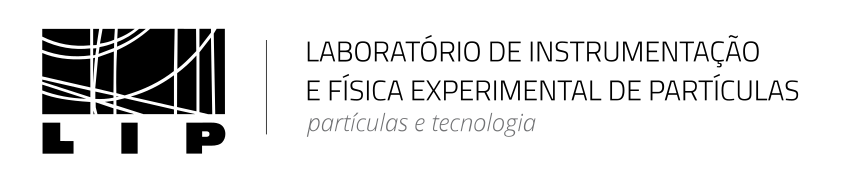 LIP
LABORATÓRIO DE INSTRUMENTAÇÃO
E FÍSICA EXPERIMENTAL DE PARTÍCULAS
partículas e tecnologia